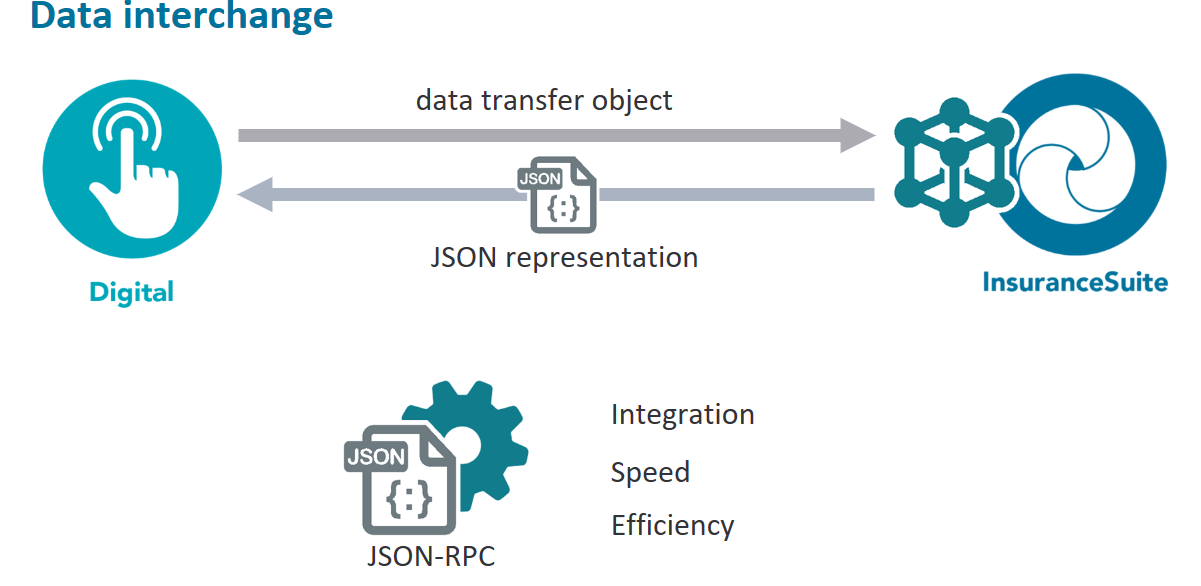 Data interchange
data transfer object
JSON
{:}
JSON representation
Digital
InsuranceSuite
JSON
{:}
JSON-RPC
Integration
Speed
Efficiency